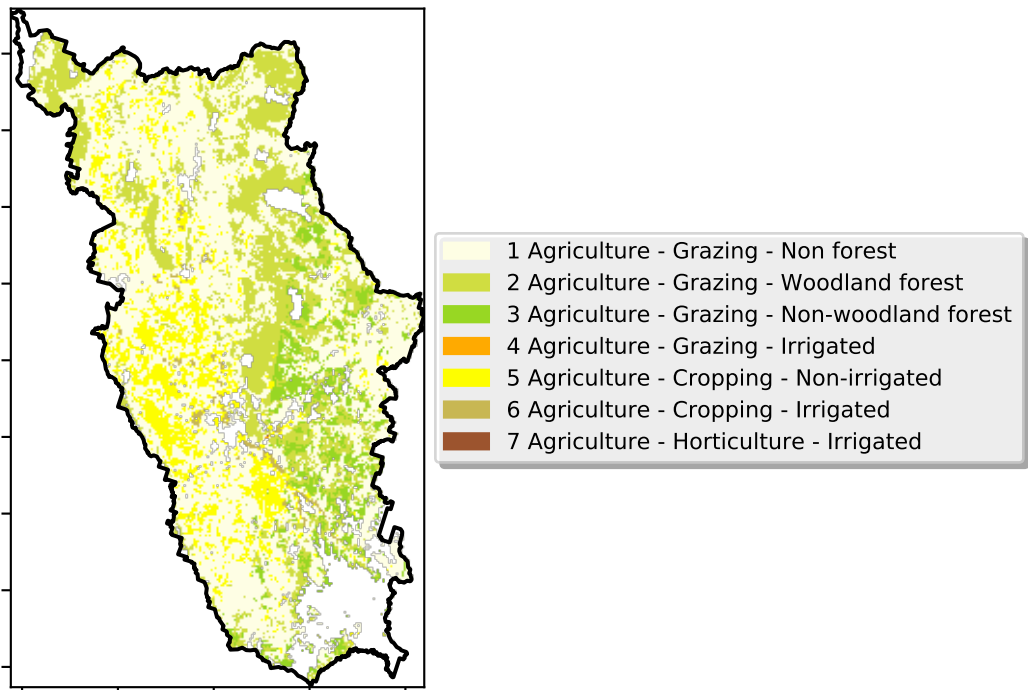 1 Agriculture - Grazing - Non forest
2 Agriculture - Grazing - Woodland forest
3 Agriculture - Grazing - Non-woodland forest
4 Agriculture - Grazing - Irrigated
5 Agriculture - Cropping - Non-irrigated
6 Agriculture - Cropping - Irrigated
7 Agriculture - Horticulture - Irrigated